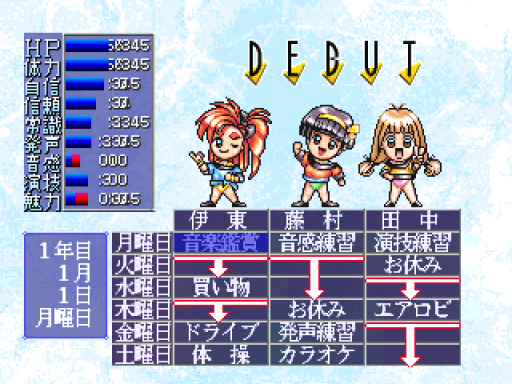 DEBUT
HP
体力
自信
信頼
常識
発声
音感 000
演技 :300
魅力
伊東 藤村 田中
月曜日 音楽鑑賞 音感練習 演技練習
火曜日 お休み
水曜日 買い物
木曜日 お休み エアロビ
金曜日 ドライブ 発声練習
土曜日 体操 カラオケ
1年目
1月
1日
月曜日